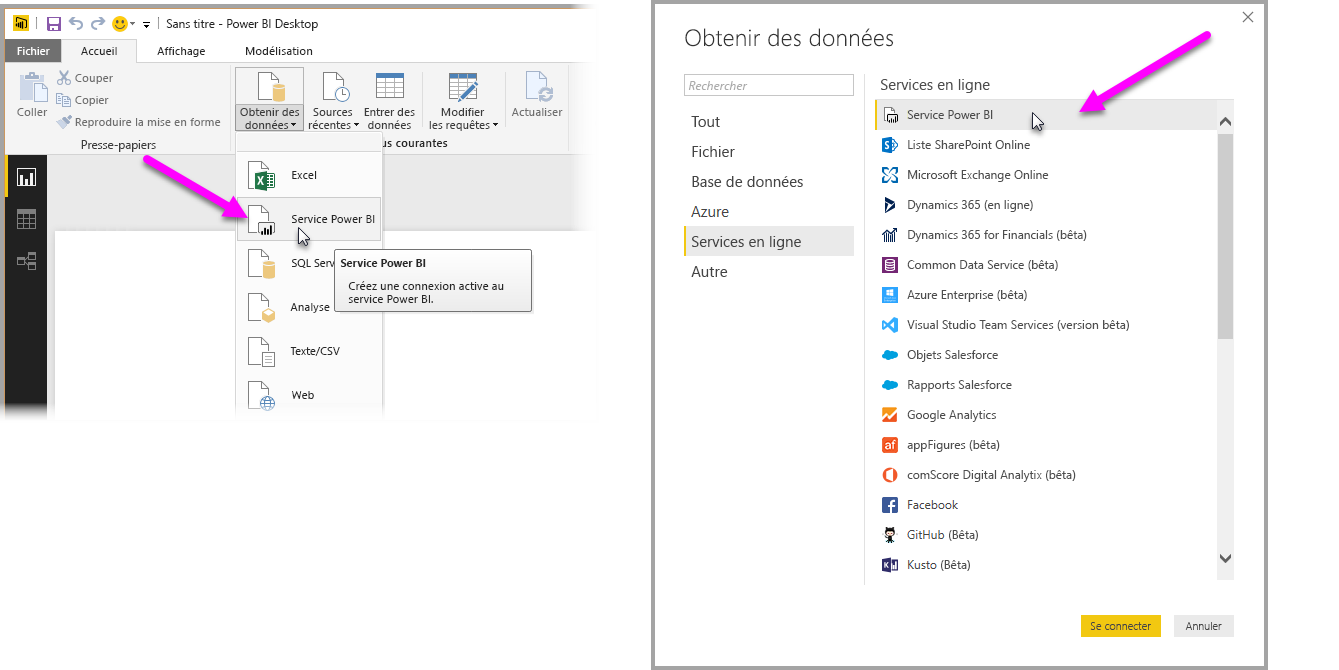 Sans titre - Power BI Desktop
Fichier
Accueil
Affichage
Modélisation
Coller
Couper
Copier
Reproduire la mise en forme
Presse-papiers
Obtenir des
données
Sources
récentes
Entrer des
données
Modifier
les requêtes
Actualiser
us courantes
Excel
Service Power BI
SQL Serv
Service Power BI
Créez une connexion active au
service Power BI.
Analyse
Texte/CSV
Web
Obtenir des données
Rechercher
Tout
Fichier
Base de données
Azure
Services en ligne
Autre
Services en ligne
Service Power BI
Liste SharePoint Online
Microsoft Exchange Online
Dynamics 365 (en ligne)
Dynamics 365 for Financials (bêta)
Common Data Service (bêta)
Azure Enterprise (bêta)
Visual Studio Team Services (version bêta)
Objets Salesforce
Rapports Salesforce
Google Analytics
appFigures (bêta)
comScore Digital Analytix (bêta)
Facebook
GitHub (Bêta)
Kusto (Bêta)
Se connecter
Annuler